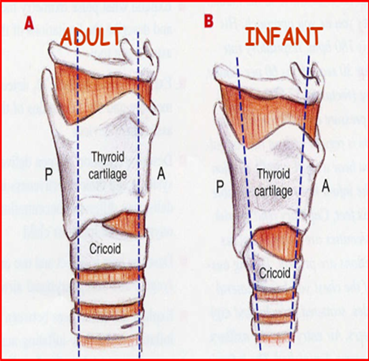 A
ADULT
P
Thyroid
cartilage
A
Cricoid
B
INFANT
P
Thyroid
cartilage
A
Cricoid